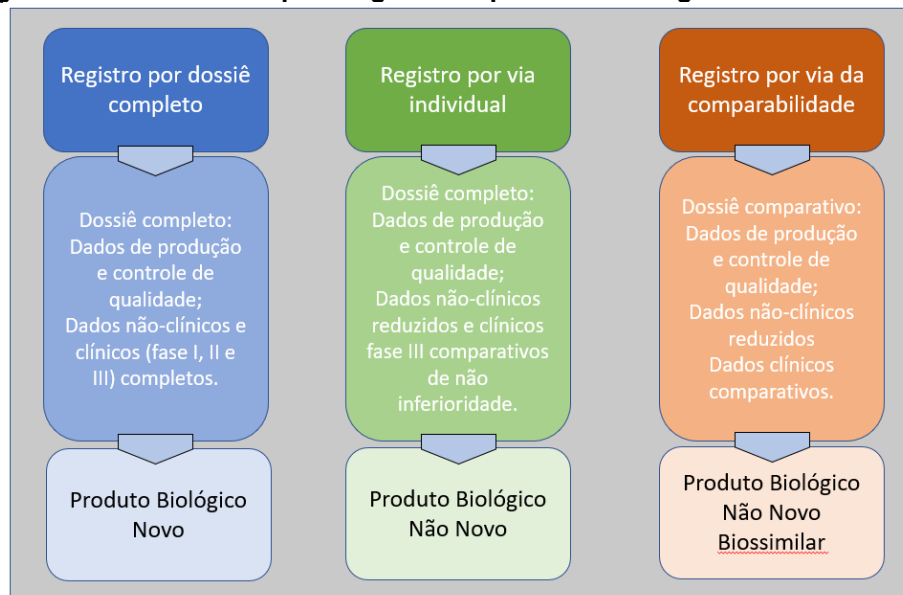 Registro por dossiê
completo
Dossiê completo:
Dados de produção
e controle de
qualidade;
Dados não-clínicos e
clínicos (fase I, II e
III) completos.
Produto Biológico
Novo
Registro por via
individual
Dossiê completo:
Dados de produção
e controle de
qualidade;
Dados não-clínicos
reduzidos e clínicos
fase III comparativos
de não
inferioridade.
Produto Biológico
Não Novo
Registro por via da
comparabilidade
Dossiê comparativo:
Dados de produção
e controle de
qualidade;
Dados não-clínicos
reduzidos
Dados clínicos
comparativos.
Produto Biológico
Não Novo
Biossimilar